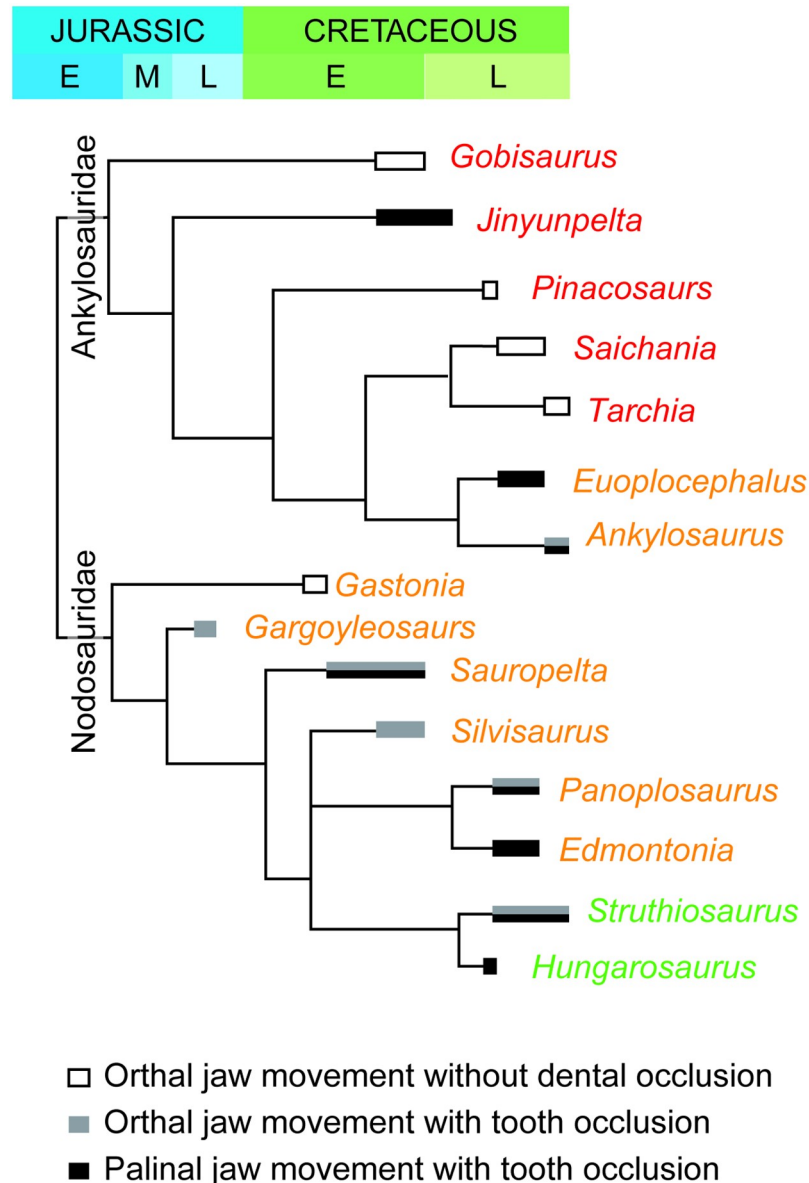 JURASSIC CRETACEOUS
E M L E L
Ankylosauridae
Gobisaurus
Jinyunpelta
Pinacosaurs
Saichania
Tarchia
Euoplocephalus
Ankylosaurus
Nodosauridae
Gastonia
Gargoyleosaurs
Sauropelta
Silvisaurus
Panoplosaurus
Edmontonia
Struthiosaurus
Hungarosaurus
Orthal jaw movement without dental occlusion
Orthal jaw movement with tooth occlusion
Palinal jaw movement with tooth occlusion